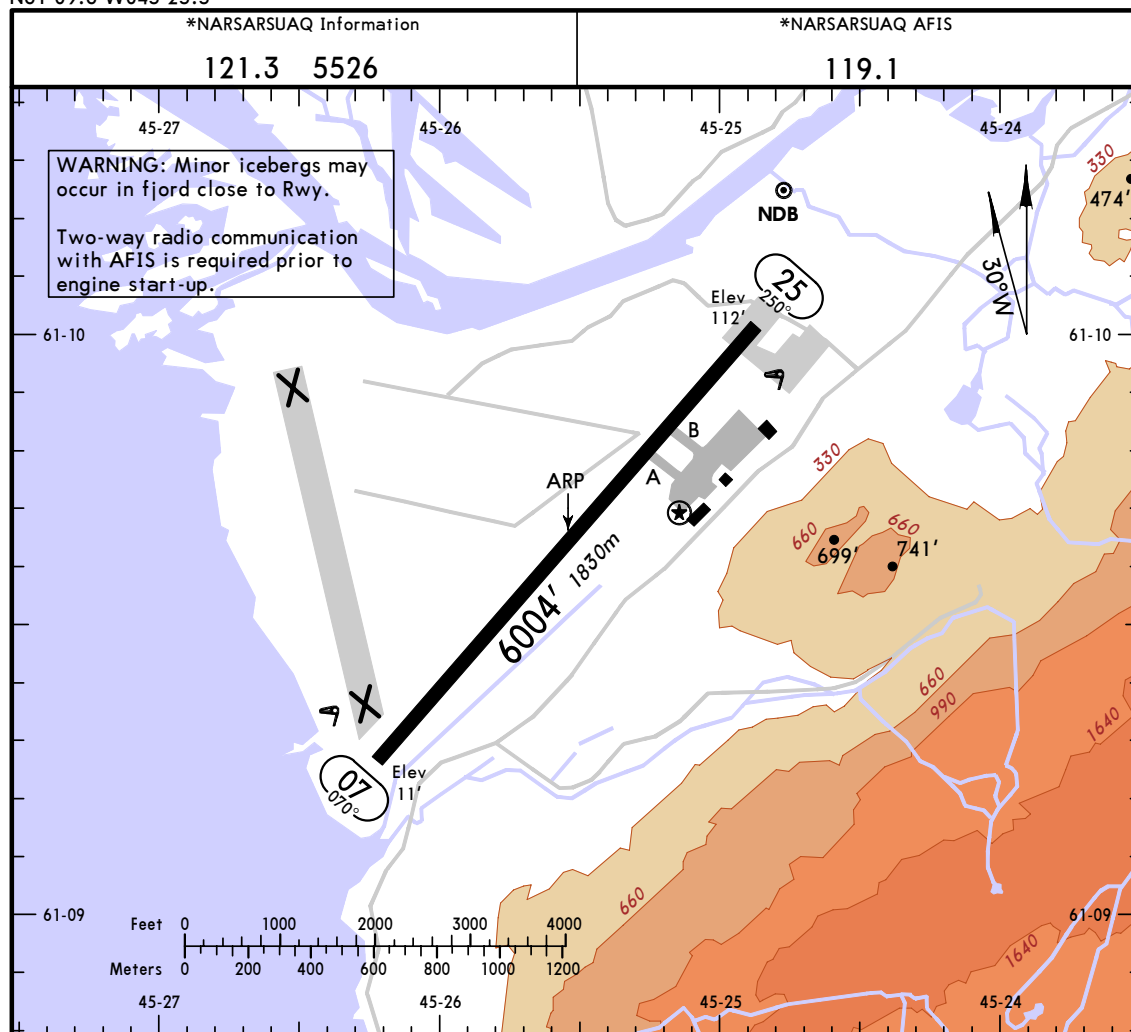 *NARSARSUAQ Information
121.3 5526
*NARSARSUAQ AFIS
119.1
45-27
45-26
45-25
45-24
WARNING: Minor icebergs may
occur in fjord close to Rwy.
Two-way radio communication
with AFIS is required prior to
engine start-up.
NDB
330
474'
30°W
25
250°
Elev
112'
61-10
61-10
B
A
ARP
330
660
660
699'
741'
6004' 1830m
660
990
1640
07
070°
Elev
11'
660
1640
61-09
61-09
Feet 0 1000 2000 3000 4000
Meters 0 200 400 600 800 1000 1200
45-27
45-26
45-25
45-24